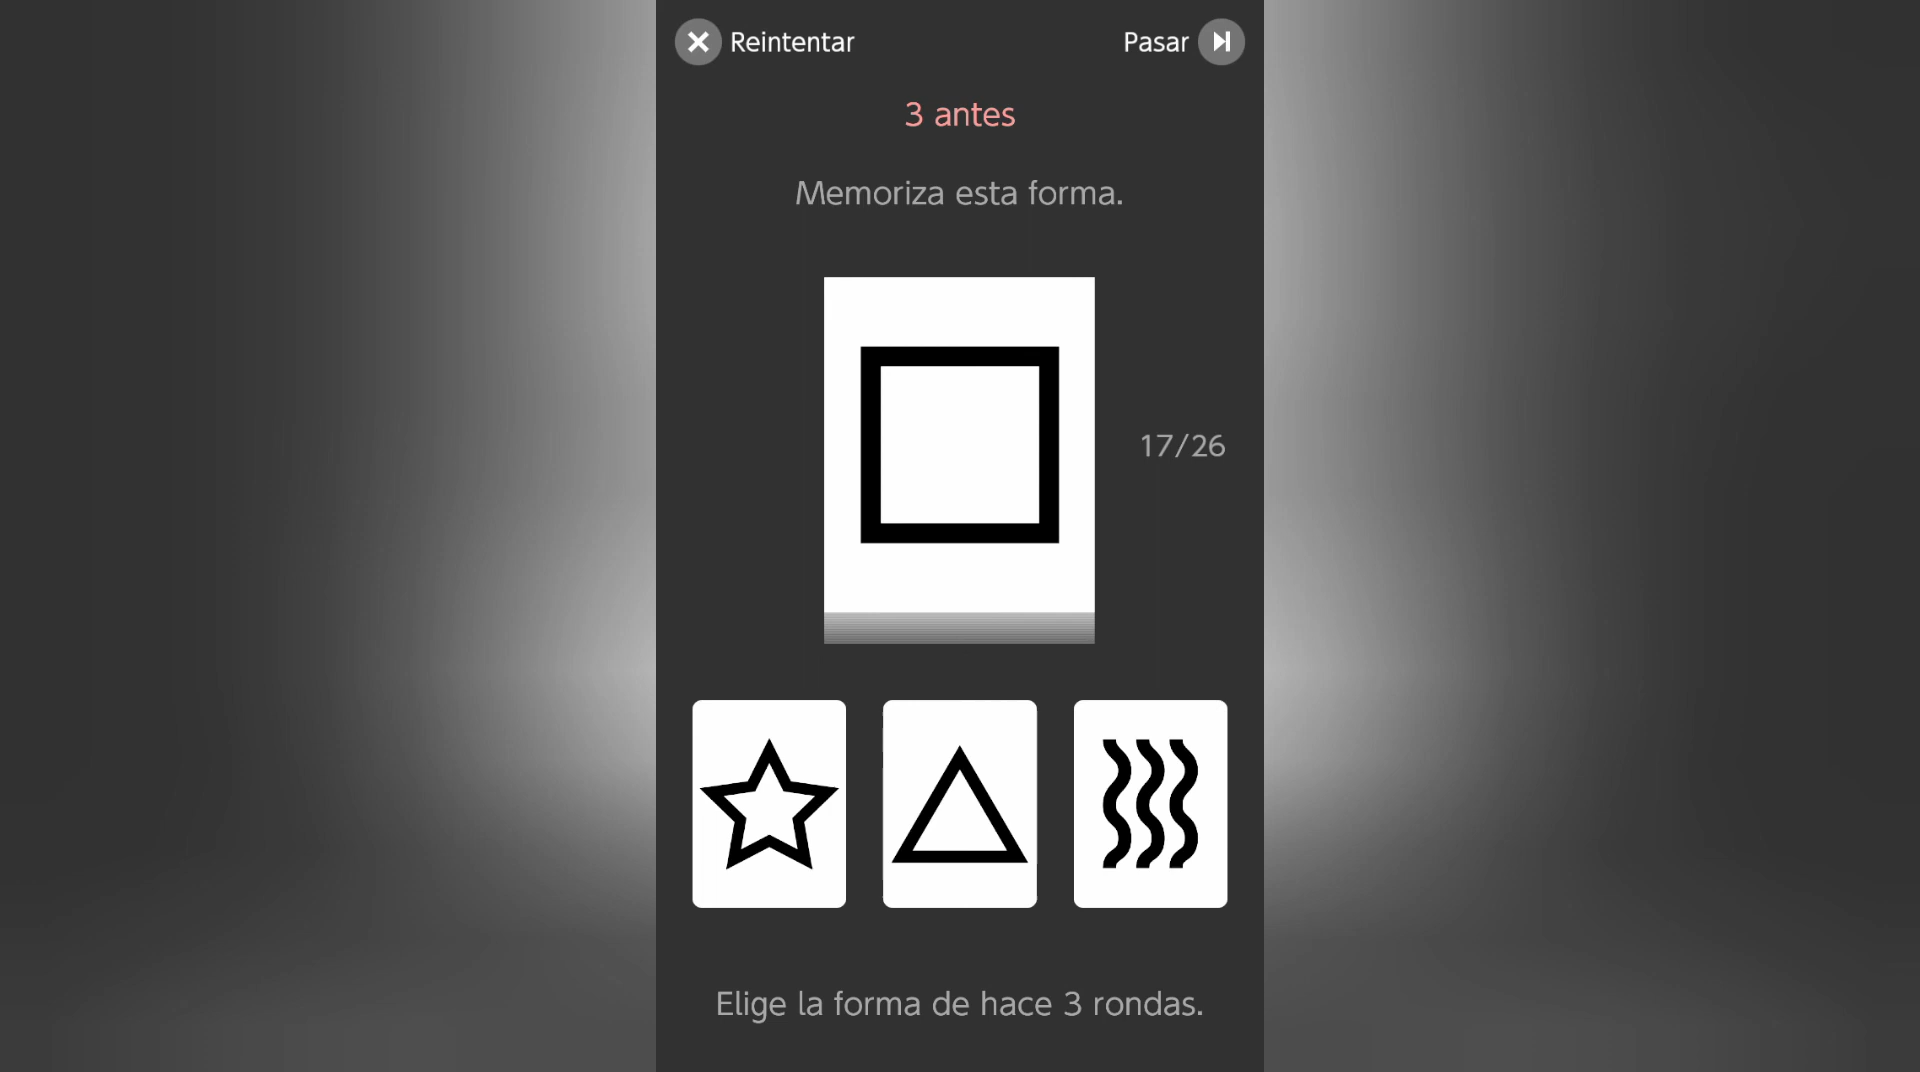 Reintentar
Pasar
3 antes
Memoriza esta forma.
17/26
Elige la forma de hace 3 rondas.